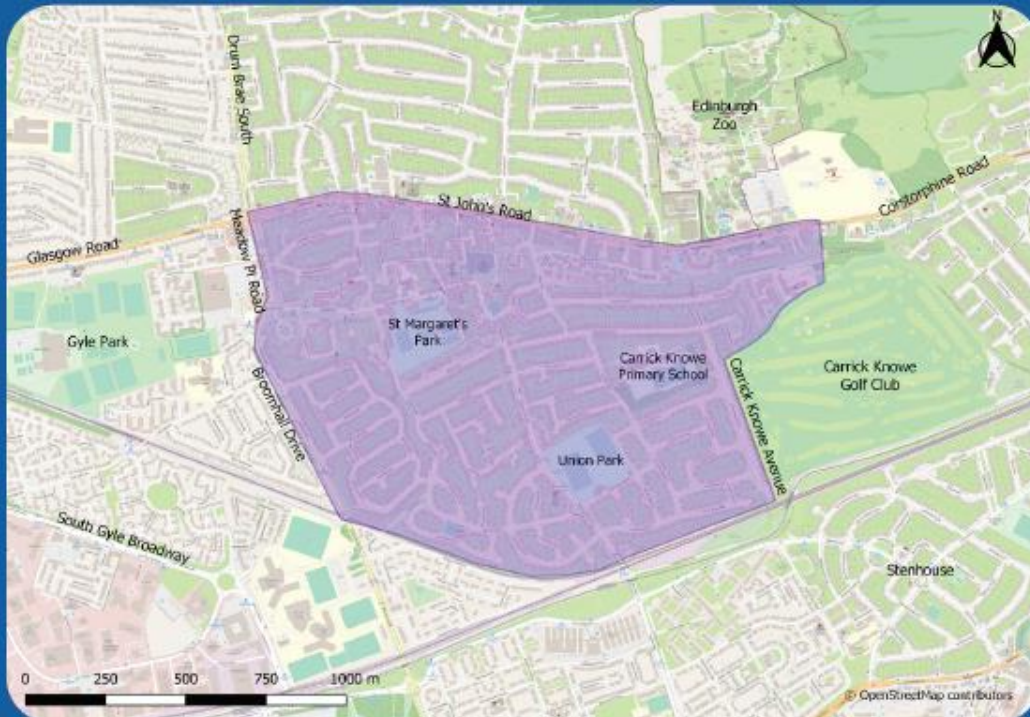 N
Drum Brae South
Edinburgh
Zoo
Corstorphine Road
St John's Road
Glasgow Road
Meadow Pl Road
St Margaret's
Park
Gyle Park
Carrick Knowe
Primary School
Carrick Knowe
Golf Club
Broomhall Drive
Carrick Knowe Avenue
Union Park
South Gyle Broadway
Stenhouse
0 250 500 750 1000 m
© OpenStreetMap contributors